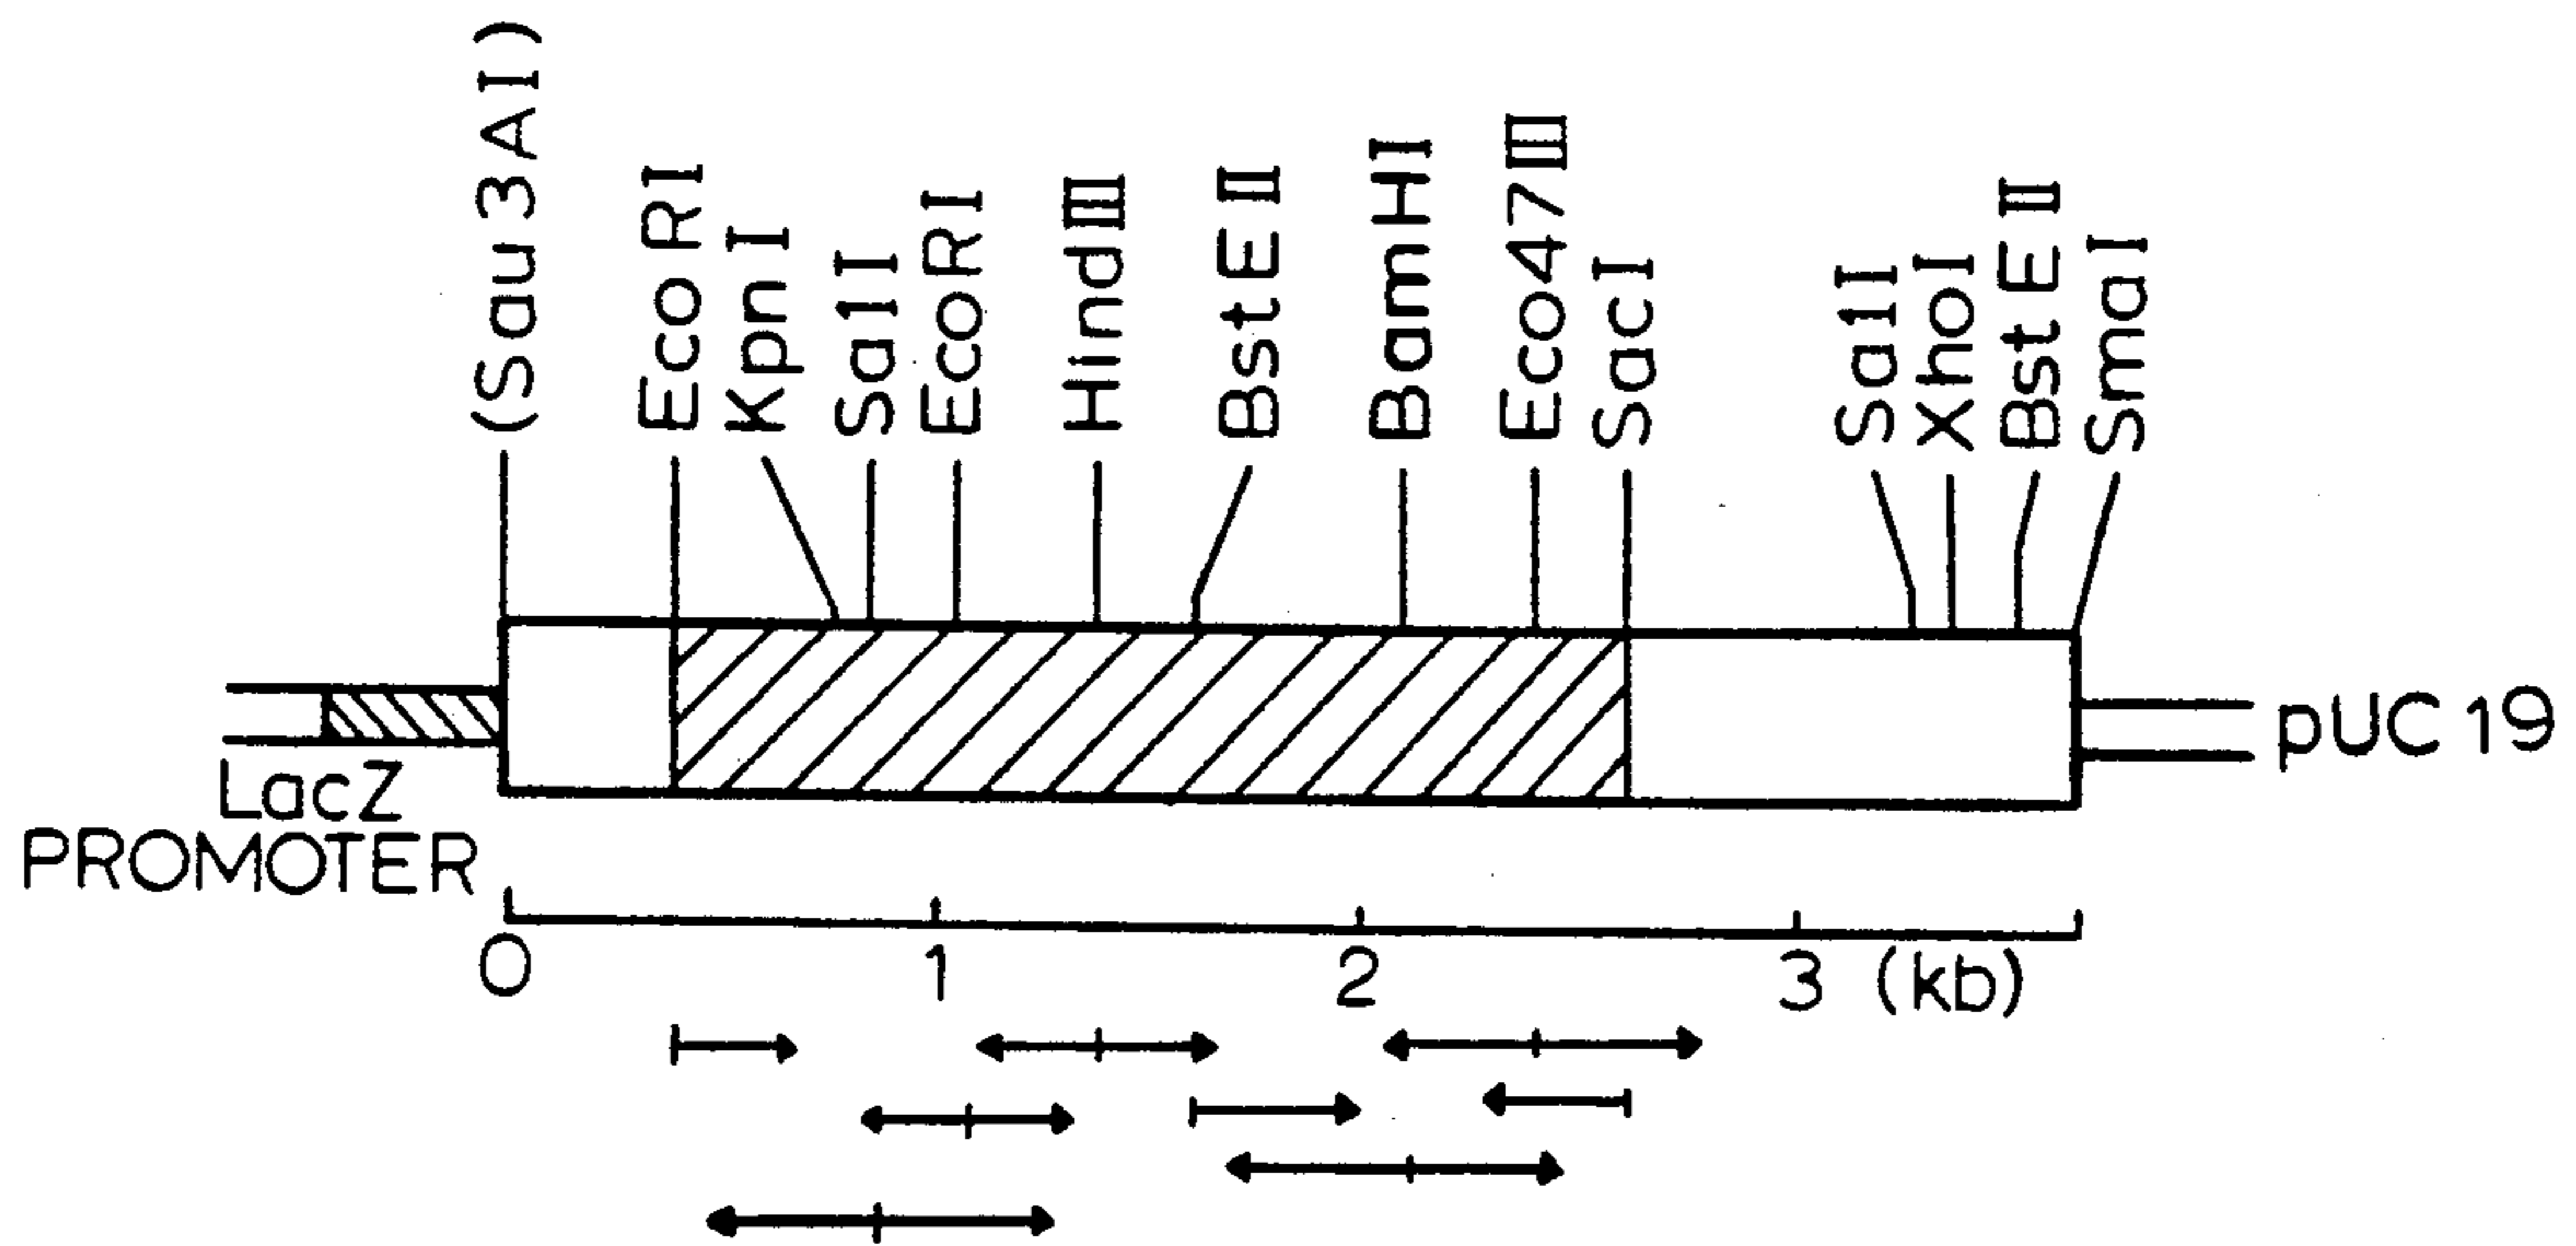 (Sau3AI)
EcoRI
KpnI
SalI
EcoRI
HindIII
BstEII
BamHI
Eco47III
SacI
SalI
XhoI
BstEII
SmaI
LacZ
PROMOTER
pUC19
0 1 2 3 (kb)